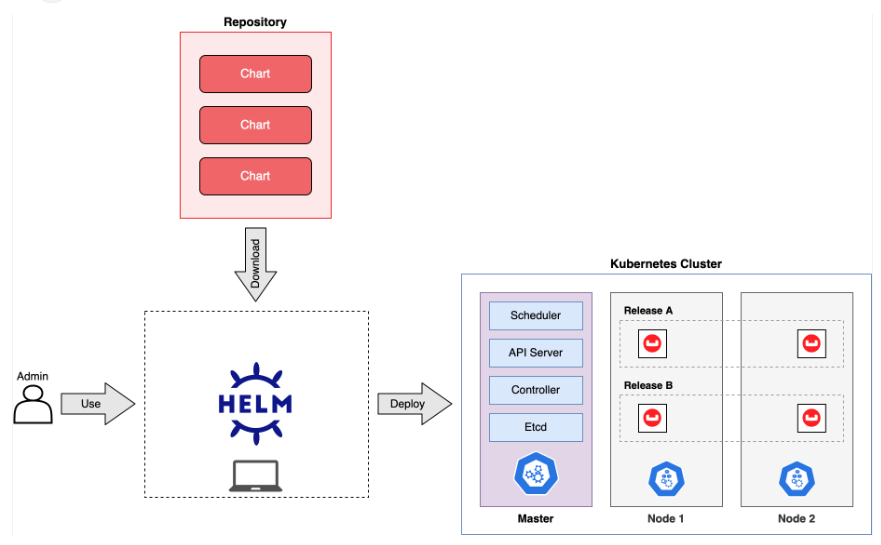 Repository
Chart
Chart
Chart
Download
Admin
Use
HELM
Deploy
Kubernetes Cluster
Scheduler
API Server
Controller
Etcd
Master
Release A
Release B
Node 1
Node 2